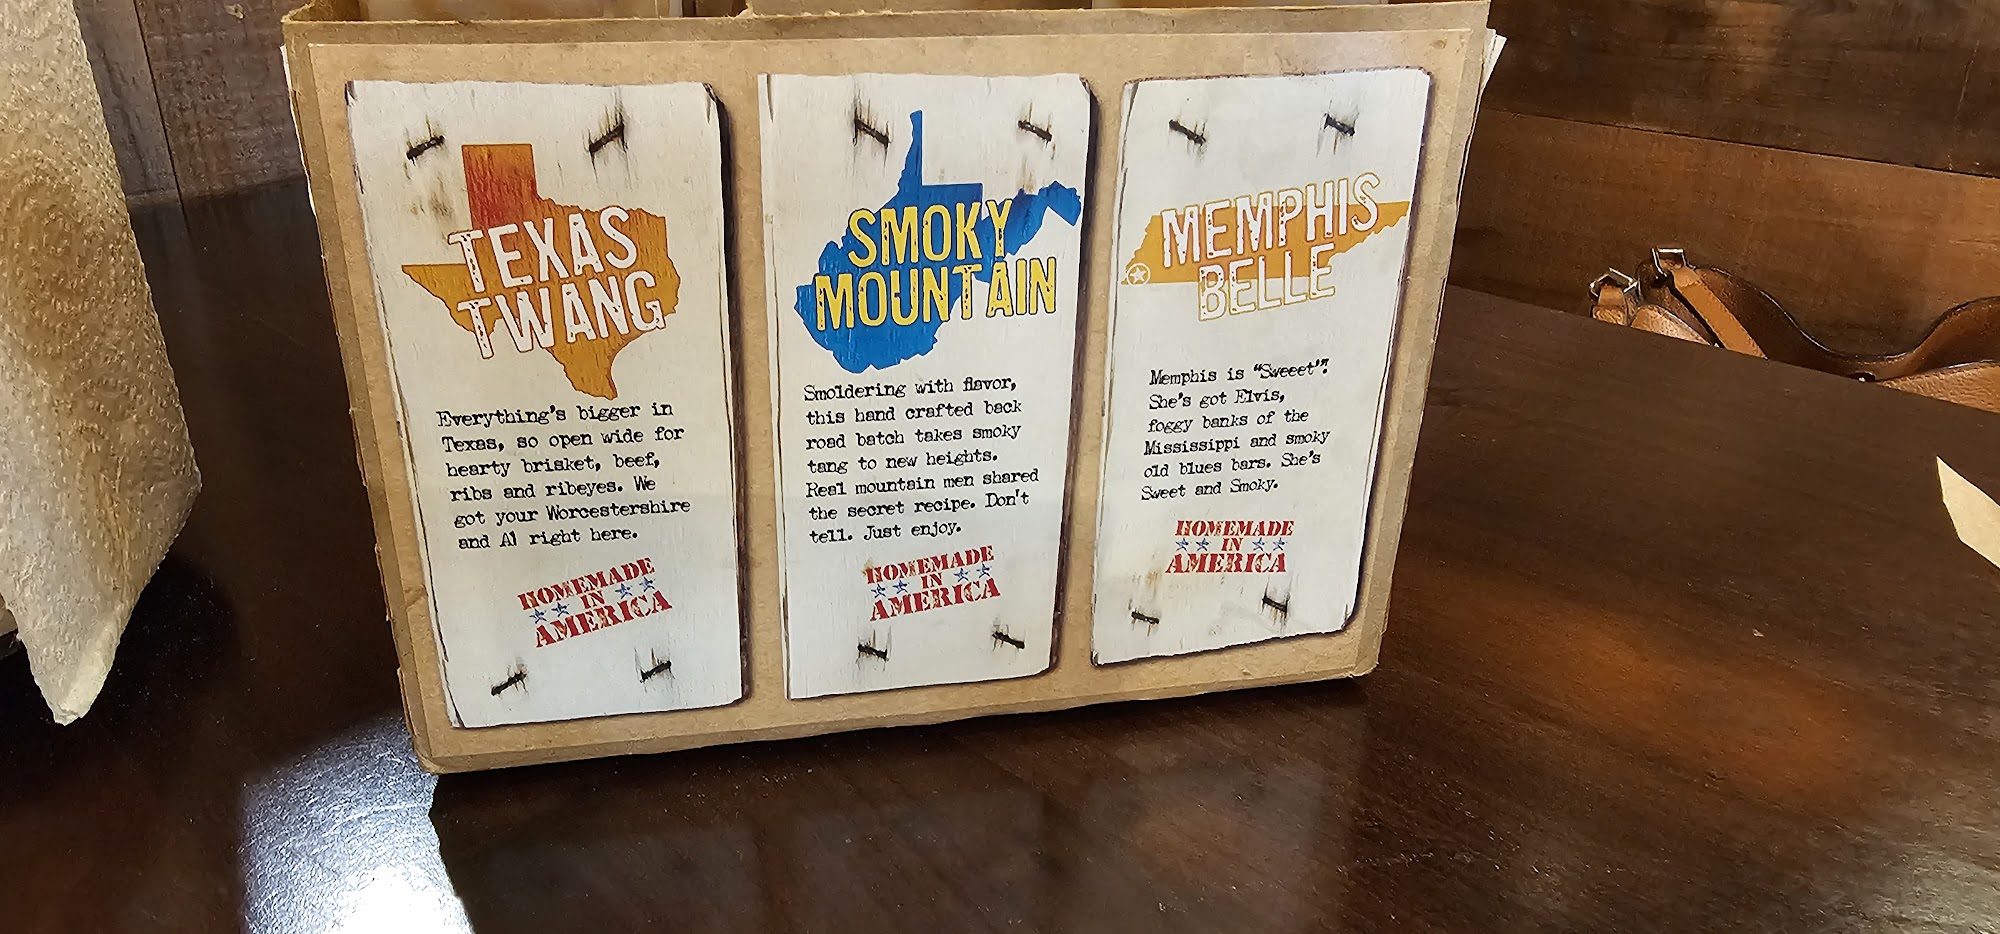 TEXAS
TWANG
Everything's bigger in
Texas, so open wide for
hearty brisket, beef,
ribs and ribeyes. We
got your Worcestershire
and A1 right here.
HOMEMADE
IN
AMERICA
SMOKY
MOUNTAIN
Smoldering with flavor,
this hand crafted back
road batch takes smoky
tang to new heights.
Real mountain men shared
the secret recipe. Don't
tell. Just enjoy.
HOMEMADE
IN
AMERICA
MEMPHIS
BELLE
Memphis is "Sweeet"!
She's got Elvis,
foggy banks of the
Mississippi and smoky
old blues bars. She's
Sweet and Smoky.
HOMEMADE
IN
AMERICA